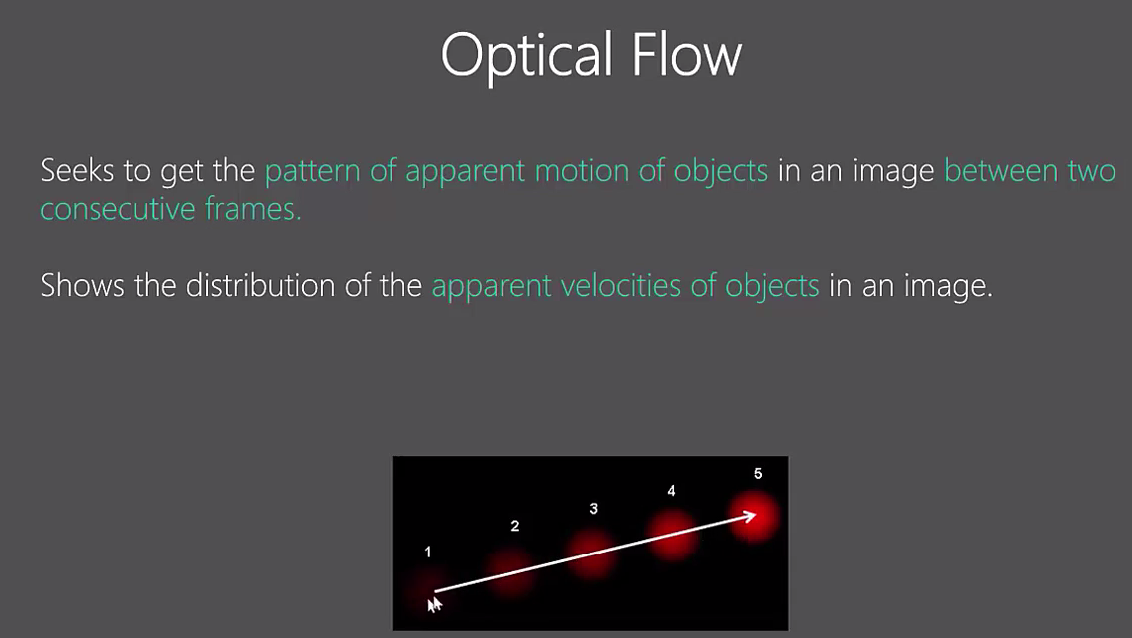 Optical Flow
Seeks to get the pattern of apparent motion of objects in an image between two
consecutive frames.
Shows the distribution of the apparent velocities of objects in an image.
1
2
3
4
5